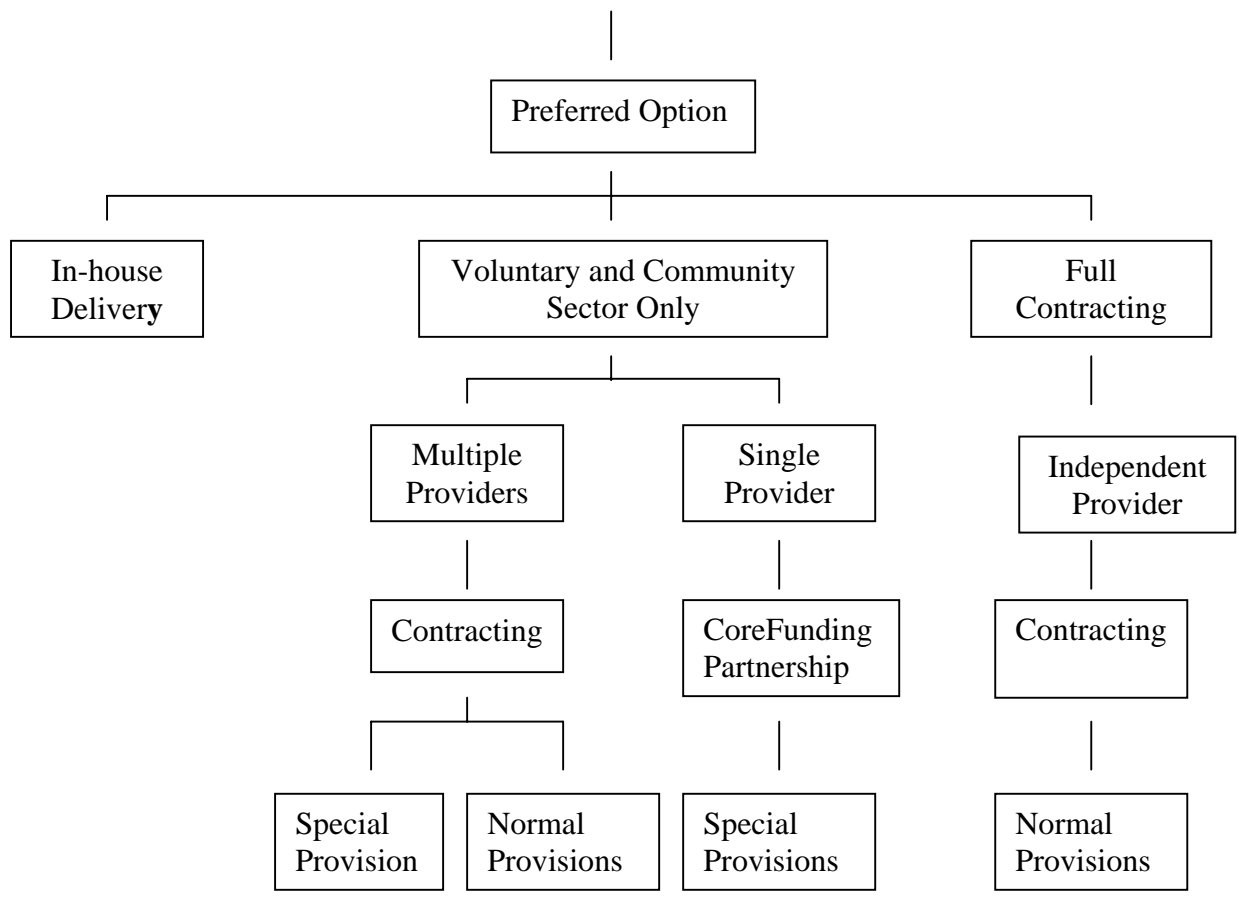 Preferred Option
In-house
Delivery
Voluntary and Community
Sector Only
Full
Contracting
Multiple
Providers
Single
Provider
Independent
Provider
Contracting
CoreFunding
Partnership
Contracting
Special
Provision
Normal
Provisions
Special
Provisions
Normal
Provisions